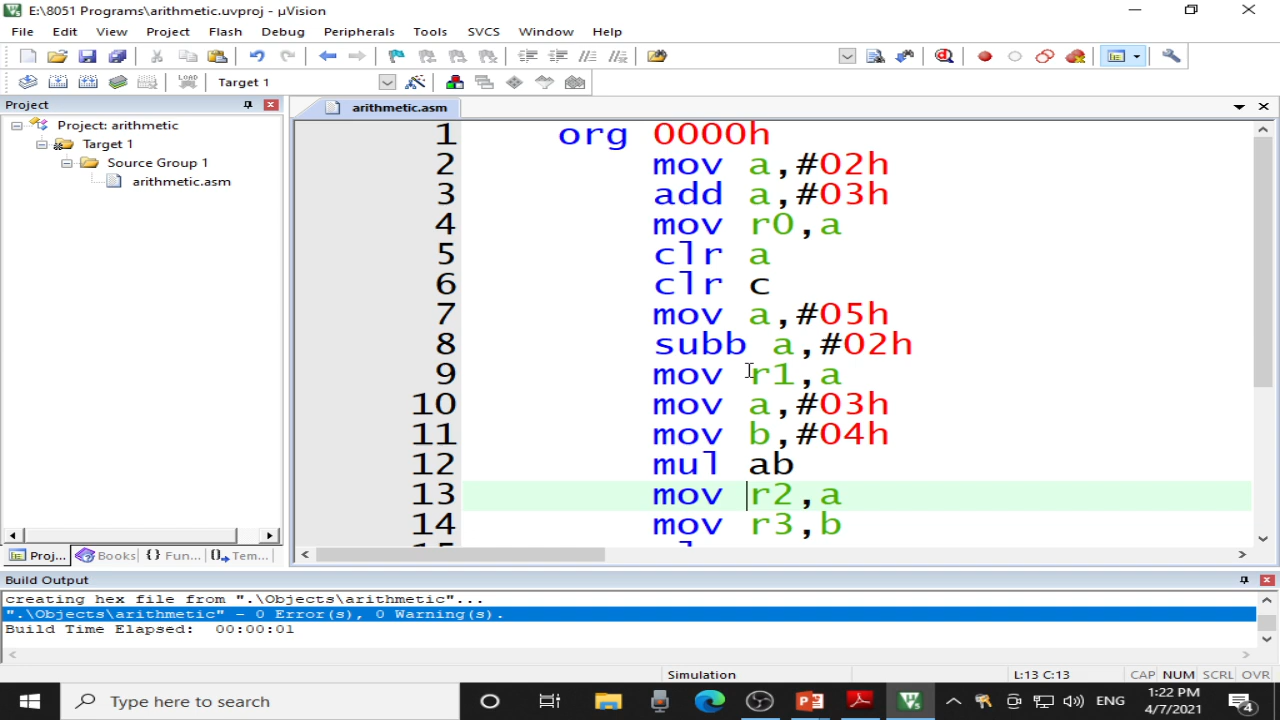 E:\8051 Programs\arithmetic.uvproj - µVision
File Edit View Project Flash Debug Peripherals Tools SVCS Window Help
LOAD Target 1
Project
arithmetic.asm
Project: arithmetic
Target 1
Source Group 1
arithmetic.asm
1 org 0000h
2 mov a,#02h
3 add a,#03h
4 mov r0,a
5 clr a
6 clr c
7 mov a,#05h
8 subb a,#02h
9 mov r1,a
10 mov a,#03h
11 mov b,#04h
12 mul ab
13 mov r2,a
14 mov r3,b
Proj... Books {} Fun... Tem...
Build Output
creating hex file from ".\Objects\arithmetic"...
".\Objects\arithmetic" - 0 Error(s), 0 Warning(s).
Build Time Elapsed: 00:00:01
Simulation L:13 C:13 CAP NUM SCRL OVR
Type here to search
ENG
1:22 PM
4/7/2021
4